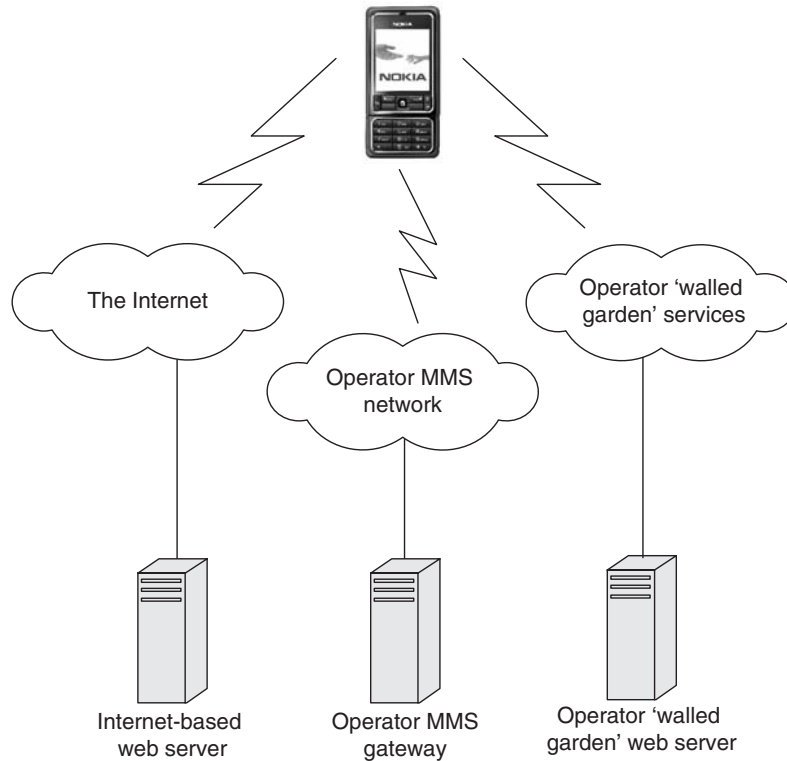 NOKIA
The Internet
Operator 'walled
garden' services
Operator MMS
network
Internet-based
web server
Operator MMS
gateway
Operator 'walled
garden' web server